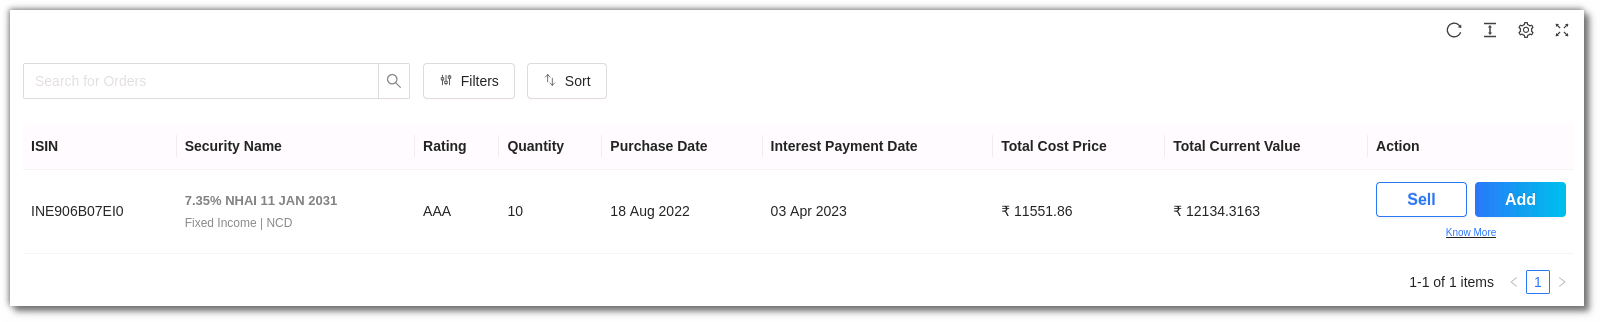 Search for Orders Filters Sort
ISIN Security Name Rating Quantity Purchase Date Interest Payment Date Total Cost Price Total Current Value Action
INE906B07EI0 7.35% NHAI 11 JAN 2031 AAA 10 18 Aug 2022 03 Apr 2023 ₹ 11551.86 ₹ 12134.3163 Sell Add
Fixed Income | NCD
Know More
1-1 of 1 items 1